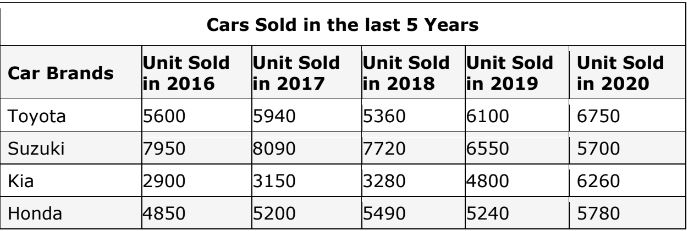 Cars Sold in the last 5 Years
Car Brands Unit Sold in 2016 Unit Sold in 2017 Unit Sold in 2018 Unit Sold in 2019 Unit Sold in 2020
Toyota 5600 5940 5360 6100 6750
Suzuki 7950 8090 7720 6550 5700
Kia 2900 3150 3280 4800 6260
Honda 4850 5200 5490 5240 5780